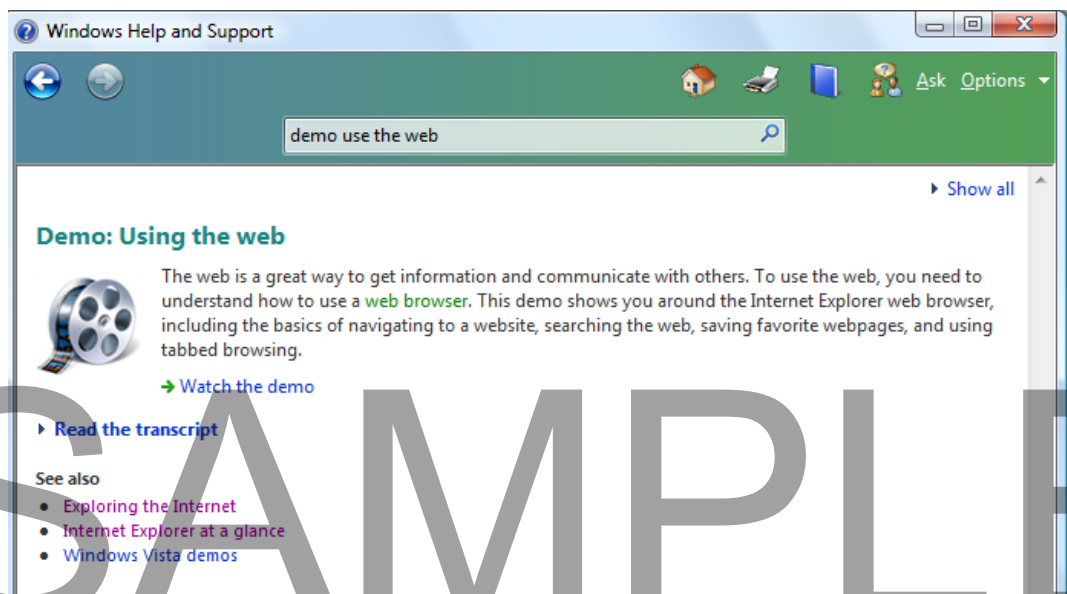 Windows Help and Support
Ask Options
demo use the web
Show all
Demo: Using the web
The web is a great way to get information and communicate with others. To use the web, you need to
understand how to use a web browser. This demo shows you around the Internet Explorer web browser,
including the basics of navigating to a website, searching the web, saving favorite webpages, and using
tabbed browsing.
Watch the demo
Read the transcript
See also
Exploring the Internet
Internet Explorer at a glance
Windows Vista demos
SAMPLE